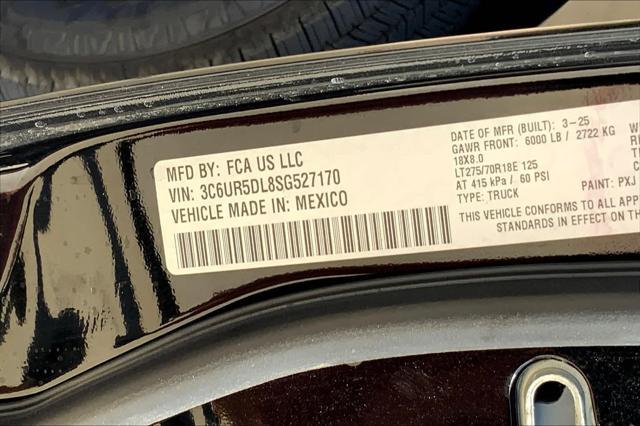 MFD BY: FCA US LLC
VIN: 3C6UR5DL8SG527170
VEHICLE MADE IN: MEXICO
DATE OF MFR (BUILT): 3-25
GAWR FRONT: 6000 LB / 2722 KG
18X8.0
LT275/70R18E 125
AT 415 kPa / 60 PSI
TYPE: TRUCK
PAINT: PXJ
THIS VEHICLE CONFORMS TO ALL APP
STANDARDS IN EFFECT ON THE